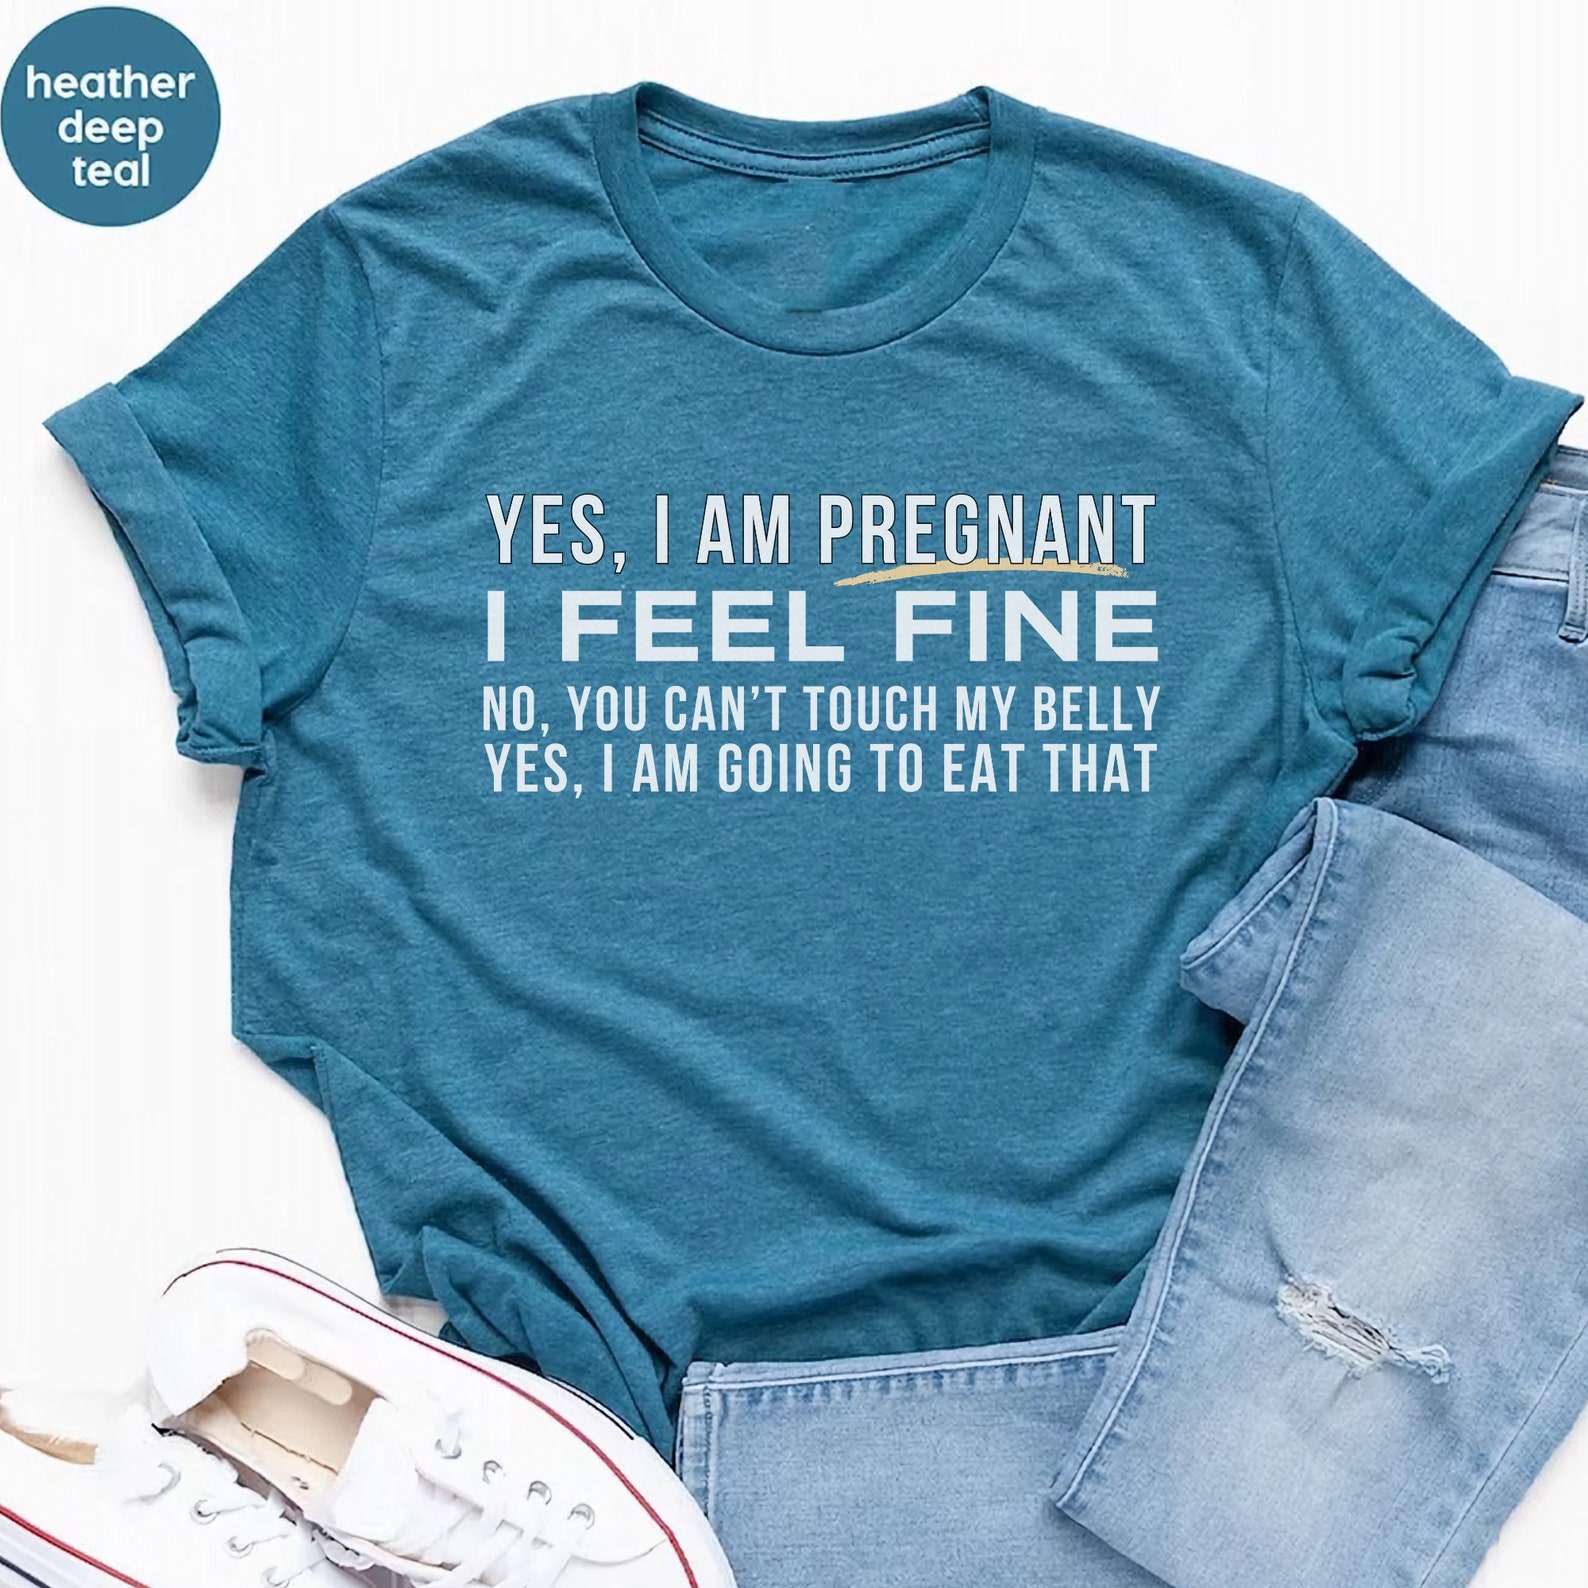 heather
deep
teal
YES, I AM PREGNANT
I FEEL FINE
NO, YOU CAN'T TOUCH MY BELLY
YES, I AM GOING TO EAT THAT